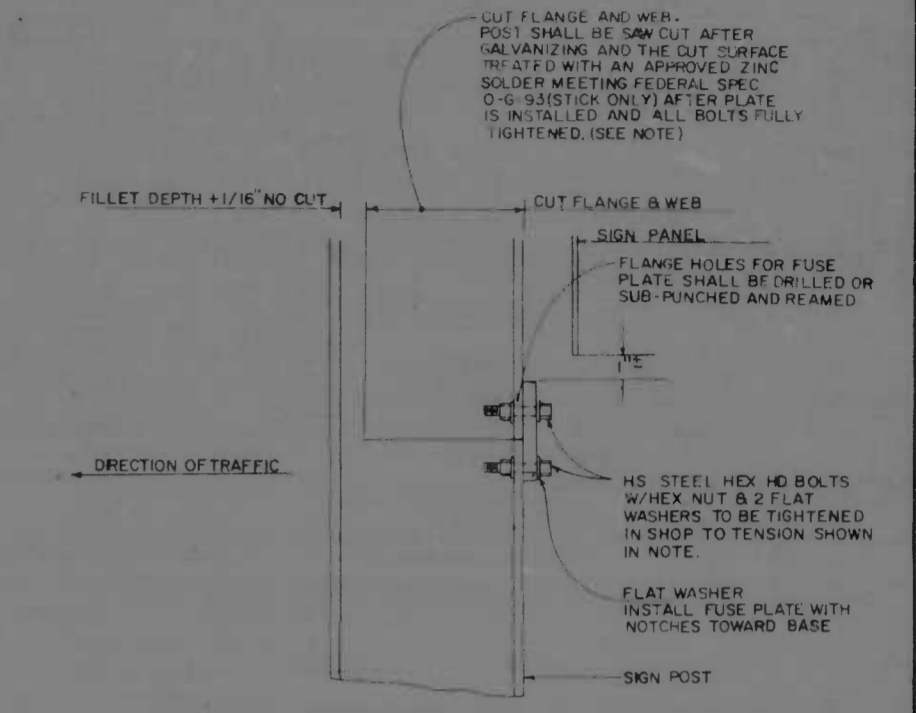 CUT FLANGE AND WEB.
POST SHALL BE SAW CUT AFTER
GALVANIZING AND THE CUT SURFACE
TREATED WITH AN APPROVED ZINC
SOLDER MEETING FEDERAL SPEC
O-G-93(STICK ONLY) AFTER PLATE
IS INSTALLED AND ALL BOLTS FULLY
TIGHTENED. (SEE NOTE)
FILLET DEPTH +1/16" NO CUT
CUT FLANGE & WEB
SIGN PANEL
FLANGE HOLES FOR FUSE
PLATE SHALL BE DRILLED OR
SUB-PUNCHED AND REAMED
1"±
DIRECTION OF TRAFFIC
HS STEEL HEX HD BOLTS
W/HEX NUT & 2 FLAT
WASHERS TO BE TIGHTENED
IN SHOP TO TENSION SHOWN
IN NOTE.
FLAT WASHER
INSTALL FUSE PLATE WITH
NOTCHES TOWARD BASE
SIGN POST